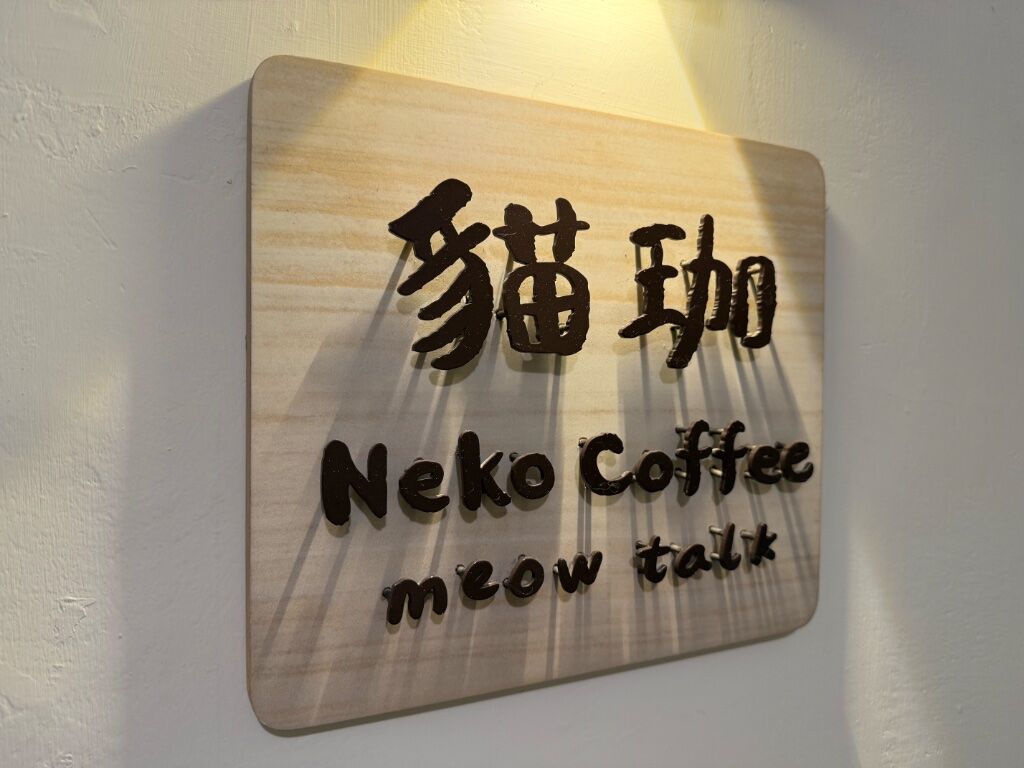 貓珈
Neko Coffee
meow talk